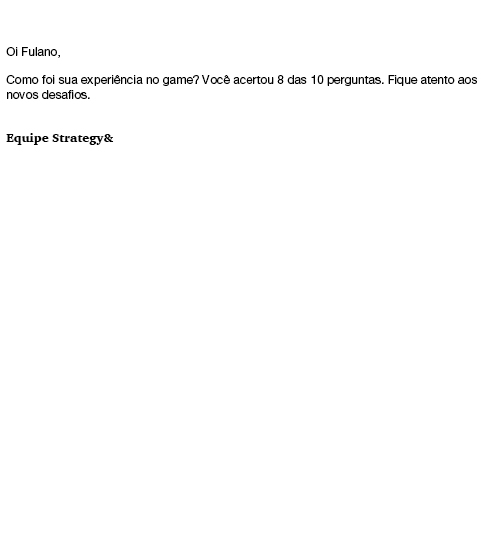 Oi Fulano,
Como foi sua experiência no game? Você acertou 8 das 10 perguntas. Fique atento aos
novos desafios.
Equipe Strategy&